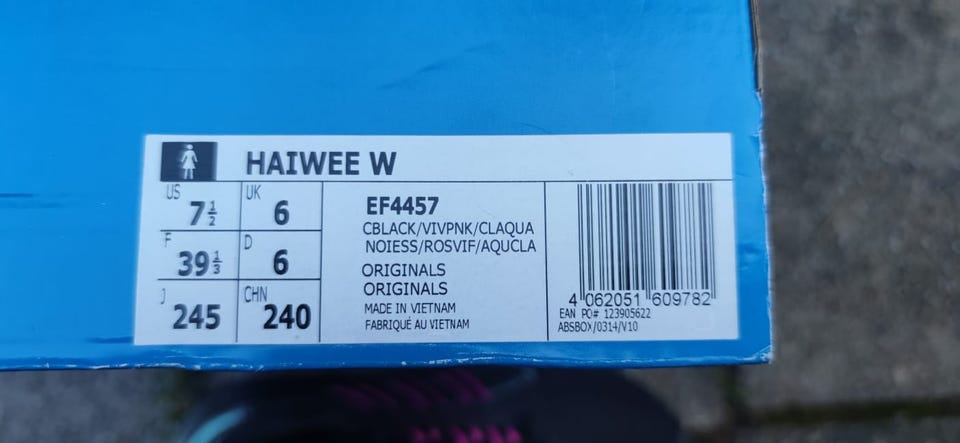 HAIWEE W
US 7½ UK 6
F 39⅓ D 6
J 245 CHN 240
EF4457
CBLACK/VIVPNK/CLAQUA
NOIESS/ROSVIF/AQUCLA
ORIGINALS
ORIGINALS
MADE IN VIETNAM
FABRIQUÉ AU VIETNAM
4 062051 609782
EAN PO# 123905622
ABSBOX/0314/V10